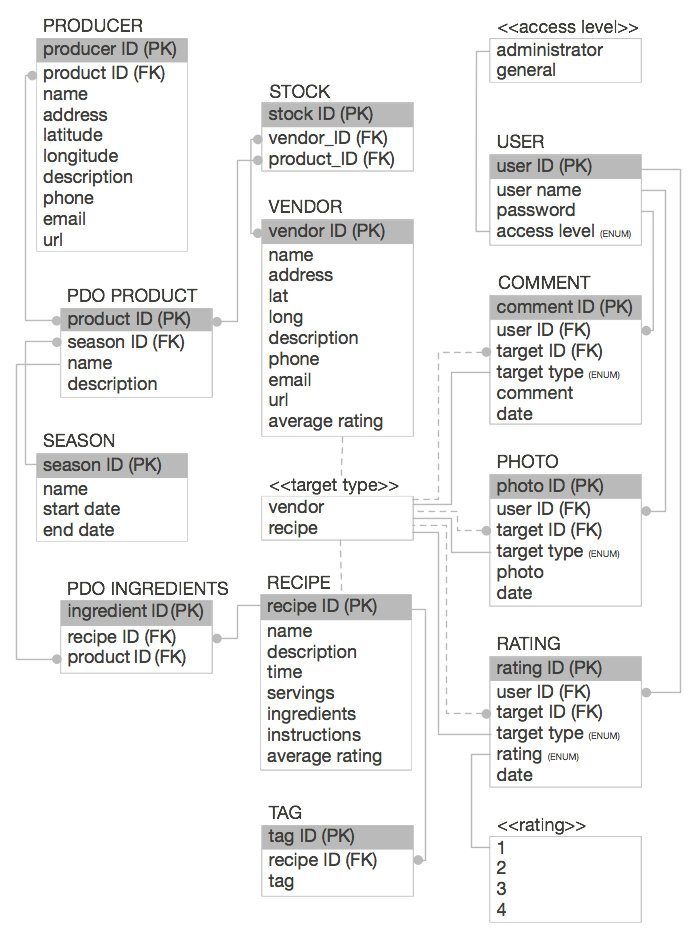 PRODUCER
producer ID (PK)
product ID (FK)
name
address
latitude
longitude
description
phone
email
url
PDO PRODUCT
product ID (PK)
season ID (FK)
name
description
SEASON
season ID (PK)
name
start date
end date
PDO INGREDIENTS
ingredient ID (PK)
recipe ID (FK)
product ID (FK)
STOCK
stock ID (PK)
vendor_ID (FK)
product_ID (FK)
VENDOR
vendor ID (PK)
name
address
lat
long
description
phone
email
url
average rating
<<target type>>
vendor
recipe
RECIPE
recipe ID (PK)
name
description
time
servings
ingredients
instructions
average rating
TAG
tag ID (PK)
recipe ID (FK)
tag
<<access level>>
administrator
general
USER
user ID (PK)
user name
password
access level (ENUM)
COMMENT
comment ID (PK)
user ID (FK)
target ID (FK)
target type (ENUM)
comment
date
PHOTO
photo ID (PK)
user ID (FK)
target ID (FK)
target type (ENUM)
photo
date
RATING
rating ID (PK)
user ID (FK)
target ID (FK)
target type (ENUM)
rating (ENUM)
date
<<rating>>
1
2
3
4